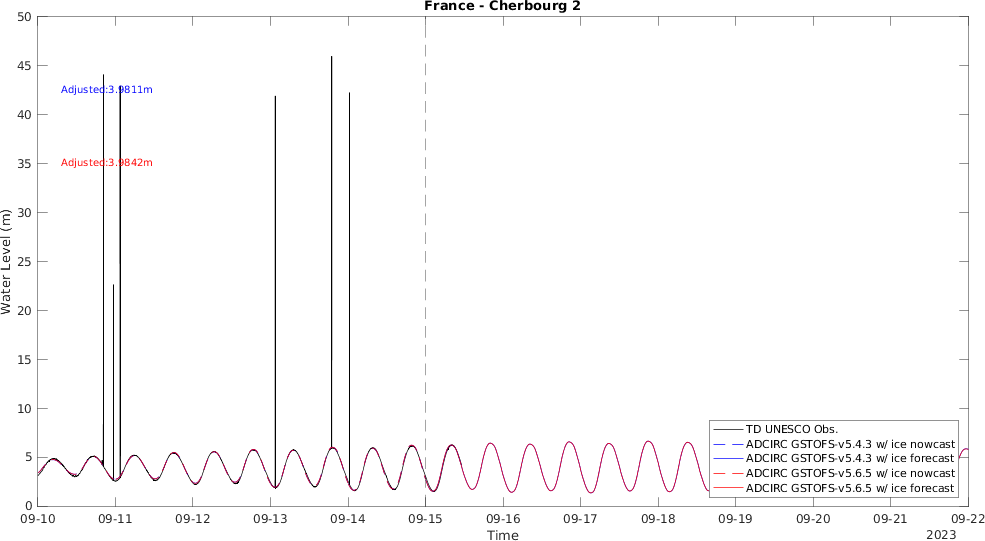 France - Cherbourg 2
50
45
40
35
30
25
20
15
10
5
0
Water Level (m)
Adjusted:3.9811m
Adjusted:3.9842m
TD UNESCO Obs.
ADCIRC GSTOFS-v5.4.3 w/ ice nowcast
ADCIRC GSTOFS-v5.4.3 w/ ice forecast
ADCIRC GSTOFS-v5.6.5 w/ ice nowcast
ADCIRC GSTOFS-v5.6.5 w/ ice forecast
09-10 09-11 09-12 09-13 09-14 09-15 09-16 09-17 09-18 09-19 09-20 09-21 09-22
Time
2023